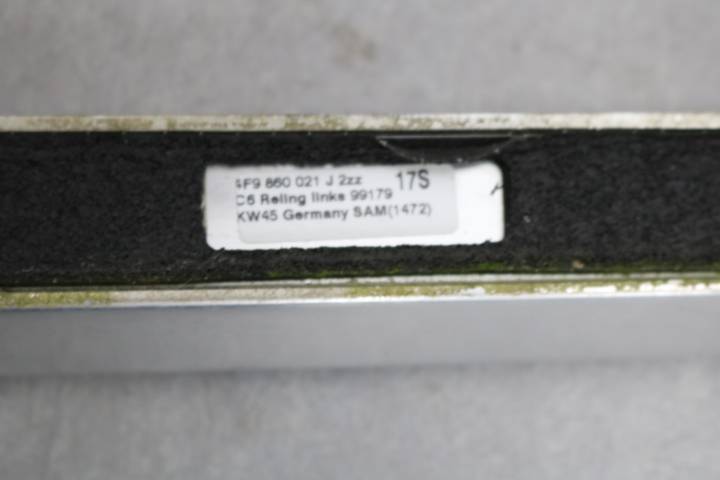 4F9 860 021 J 2zz 17S
C6 Reling links 99179
KW45 Germany SAM(1472)